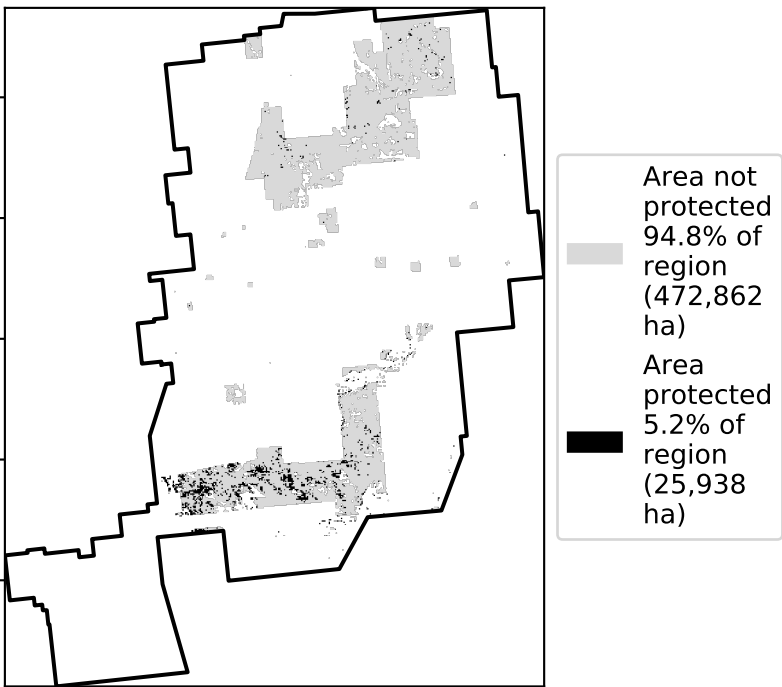 Area not
protected
94.8% of
region
(472,862
ha)
Area
protected
5.2% of
region
(25,938
ha)